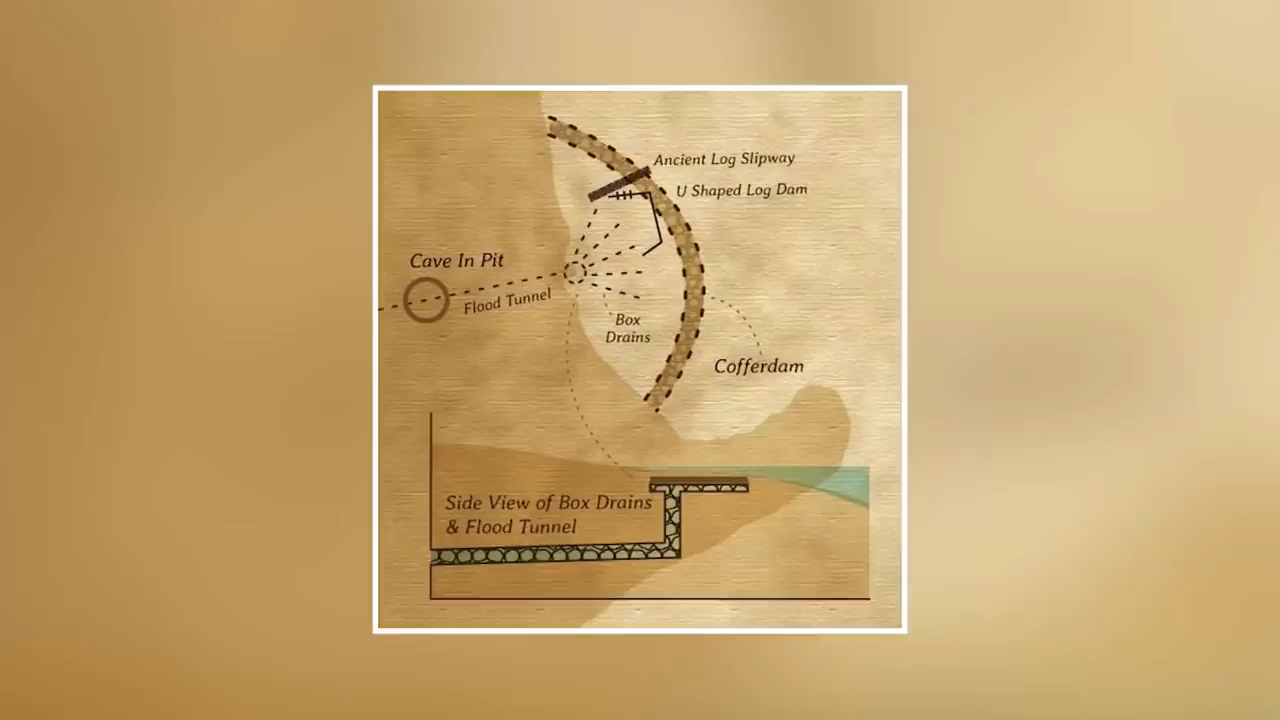 Ancient Log Slipway
U Shaped Log Dam
Cave In Pit
Flood Tunnel
Box
Drains
Cofferdam
Side View of Box Drains
& Flood Tunnel